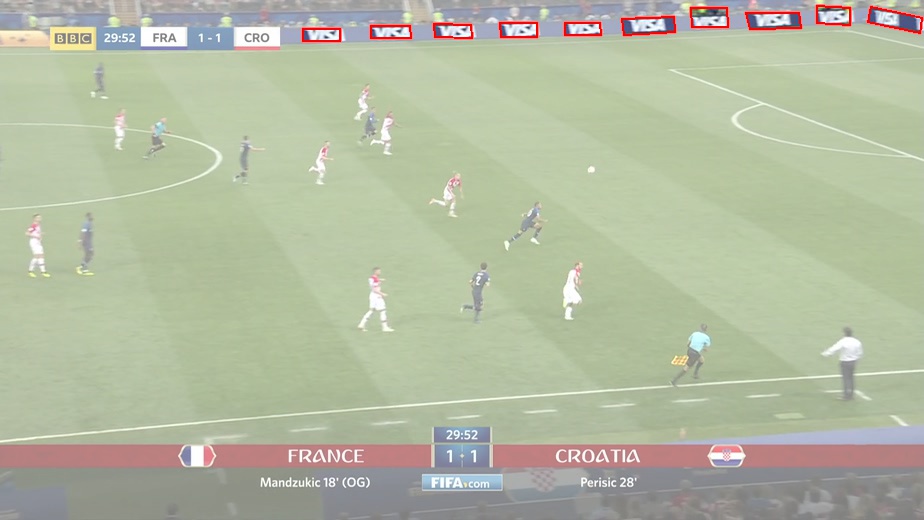 BBC 29:52 FRA 1 - 1 CRO
VISA VISA VISA VISA VISA VISA VISA VISA VISA VISA
29:52
FRANCE 1 - 1 CROATIA
Mandzukic 18' (OG) FIFA.com Perisic 28'
2